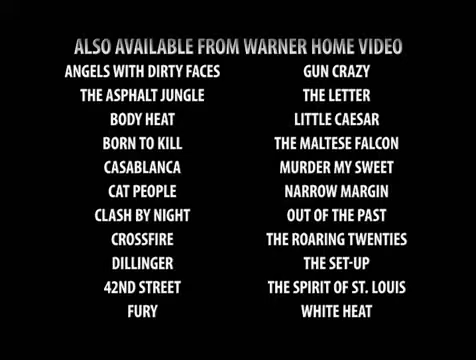 ALSO AVAILABLE FROM WARNER HOME VIDEO
ANGELS WITH DIRTY FACES
THE ASPHALT JUNGLE
BODY HEAT
BORN TO KILL
CASABLANCA
CAT PEOPLE
CLASH BY NIGHT
CROSSFIRE
DILLINGER
42ND STREET
FURY
GUN CRAZY
THE LETTER
LITTLE CAESAR
THE MALTESE FALCON
MURDER MY SWEET
NARROW MARGIN
OUT OF THE PAST
THE ROARING TWENTIES
THE SET-UP
THE SPIRIT OF ST. LOUIS
WHITE HEAT